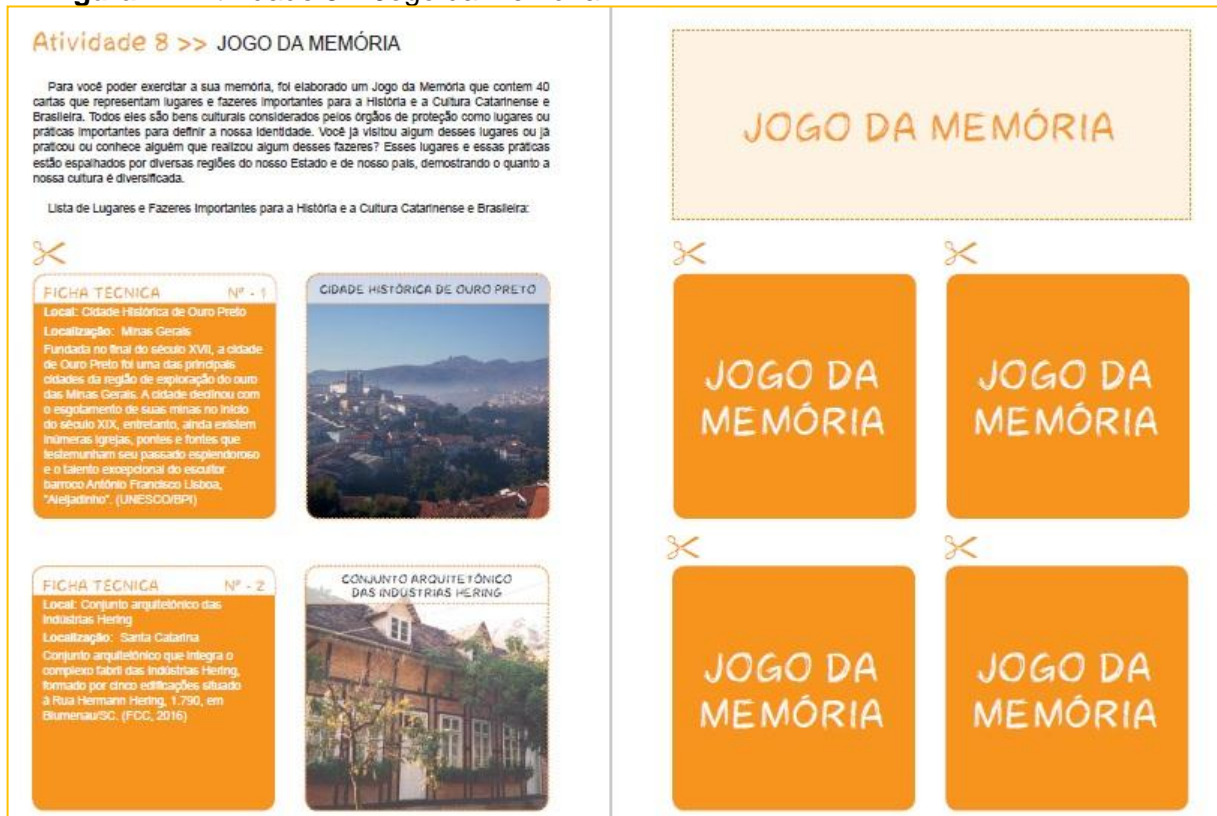 Atividade 8 >> JOGO DA MEMÓRIA
Para você poder exercitar a sua memória, foi elaborado um Jogo da Memória que contem 40
cartas que representam lugares e fazeres importantes para a História e a Cultura Catarinense e
Brasileira. Todos eles são bens culturais considerados pelos órgãos de proteção como lugares ou
práticas importantes para definir a nossa identidade. Você já visitou algum desses lugares ou já
praticou ou conhece alguém que realizou algum desses fazeres? Esses lugares e essas práticas
estão espalhados por diversas regiões do nosso Estado e de nosso país, demostrando o quanto a
nossa cultura é diversificada.
Lista de Lugares e Fazeres Importantes para a História e a Cultura Catarinense e Brasileira:
FICHA TÉCNICA Nº - 1
Local: Cidade Histórica de Ouro Preto
Localização: Minas Gerais
Fundada no final do século XVII, a cidade
de Ouro Preto foi uma das principais
cidades da região de exploração do ouro
das Minas Gerais. A cidade declinou com
o esgotamento de suas minas no início
do século XIX, entretanto, ainda existem
inúmeras igrejas, pontes e fontes que
testemunham seu passado esplendoroso
e o talento excepcional do escultor
barroco Antônio Francisco Lisboa,
"Aleijadinho". (UNESCO/BPI)
CIDADE HISTÓRICA DE OURO PRETO
FICHA TÉCNICA Nº - 2
Local: Conjunto arquitetônico das
Indústrias Hering
Localização: Santa Catarina
Conjunto arquitetônico que integra o
complexo fabril das Indústrias Hering,
formado por cinco edificações situado
à Rua Hermann Hering, 1.790, em
Blumenau/SC. (FCC, 2016)
CONJUNTO ARQUITETÔNICO
DAS INDÚSTRIAS HERING
JOGO DA MEMÓRIA
JOGO DA
MEMÓRIA
JOGO DA
MEMÓRIA
JOGO DA
MEMÓRIA
JOGO DA
MEMÓRIA